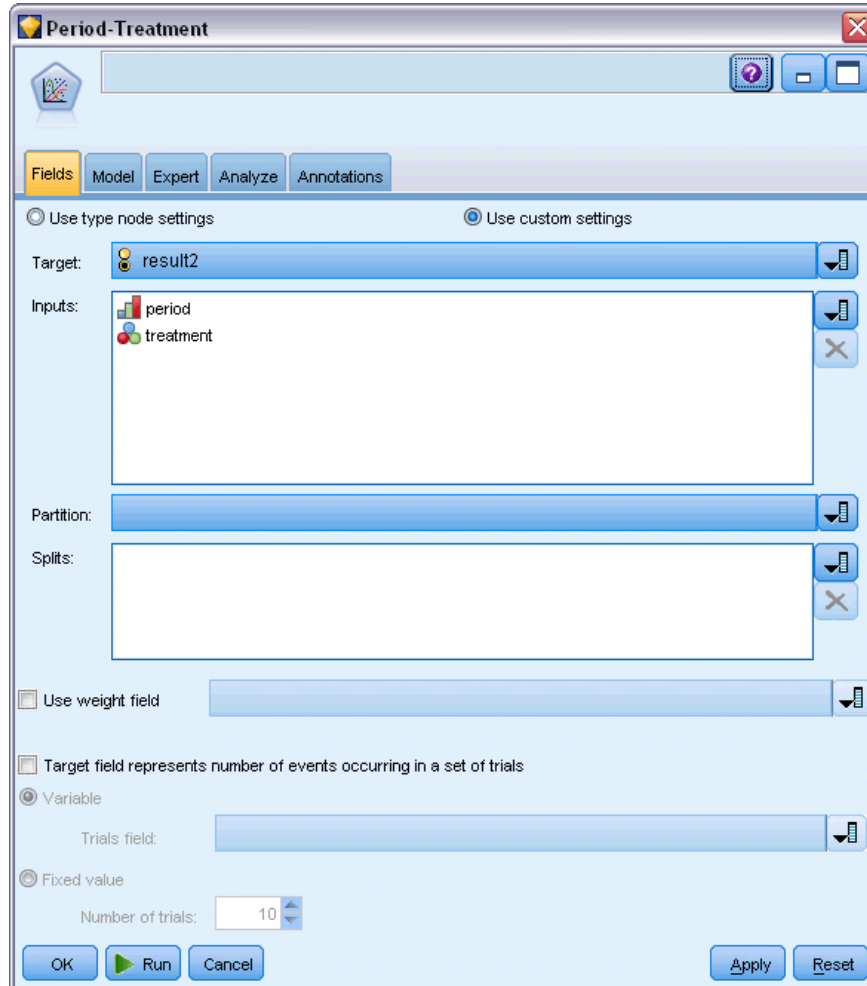 Period-Treatment
Fields Model Expert Analyze Annotations
Use type node settings Use custom settings
Target: result2
Inputs: period
treatment
Partition:
Splits:
Use weight field
Target field represents number of events occurring in a set of trials
Variable
Trials field:
Fixed value
Number of trials: 10
OK Run Cancel Apply Reset